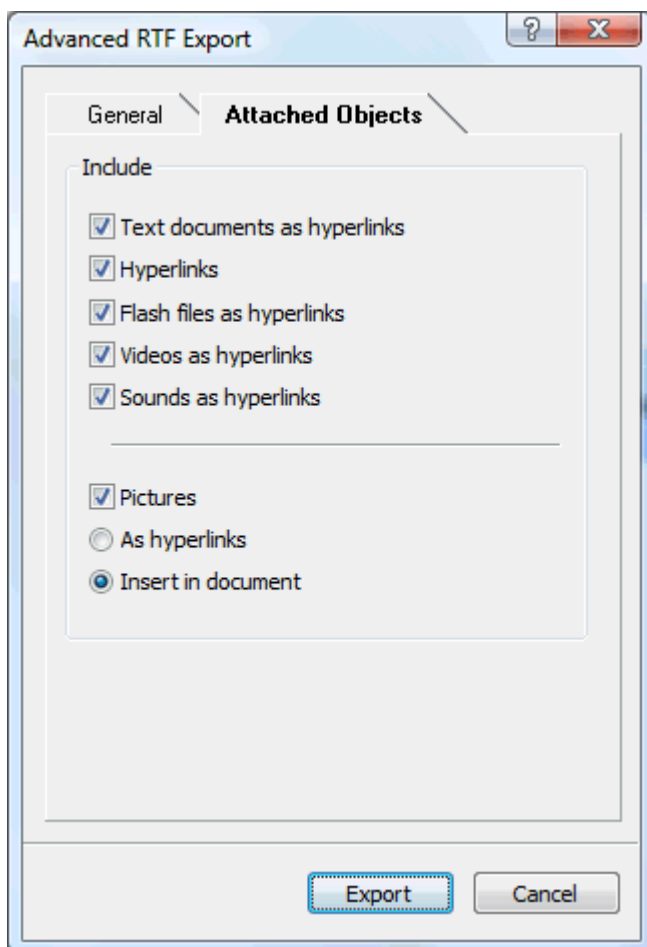 Advanced RTF Export
?
X
General
Attached Objects
Include
Text documents as hyperlinks
Hyperlinks
Flash files as hyperlinks
Videos as hyperlinks
Sounds as hyperlinks
Pictures
As hyperlinks
Insert in document
Export
Cancel